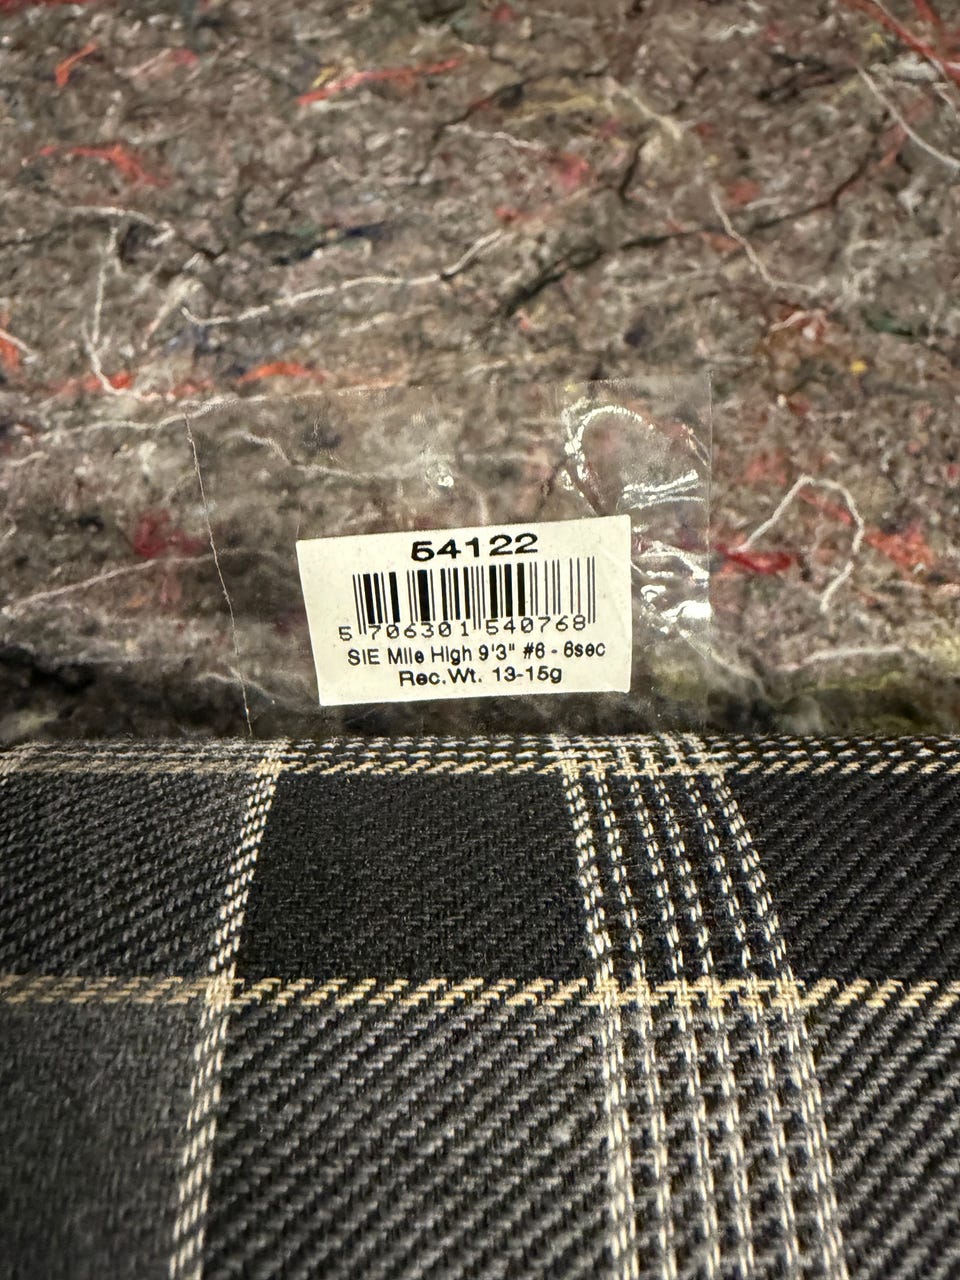 54122
5 706301 540768
SIE Mile High 9'3" #6 - 6sec
Rec.Wt. 13-15g